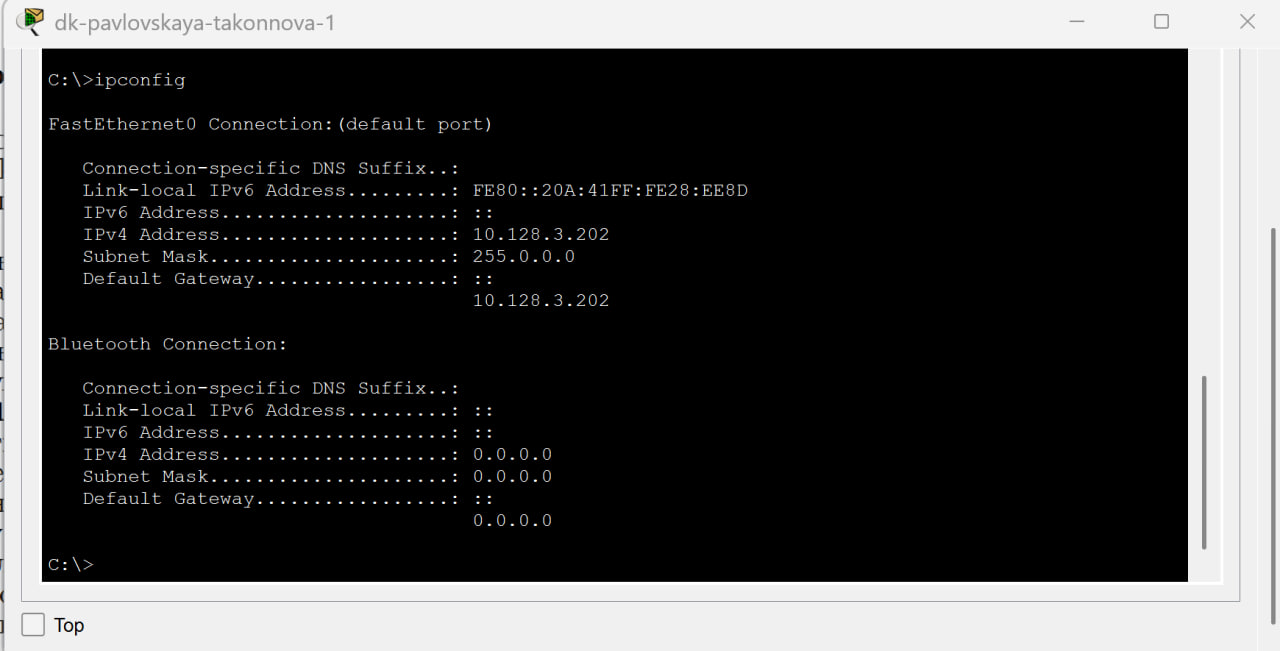 dk-pavlovskaya-takonnova-1
C:\>ipconfig
FastEthernet0 Connection:(default port)
Connection-specific DNS Suffix..:
Link-local IPv6 Address.........: FE80::20A:41FF:FE28:EE8D
IPv6 Address....................: ::
IPv4 Address....................: 10.128.3.202
Subnet Mask.....................: 255.0.0.0
Default Gateway.................: ::
10.128.3.202
Bluetooth Connection:
Connection-specific DNS Suffix..:
Link-local IPv6 Address.........: ::
IPv6 Address....................: ::
IPv4 Address....................: 0.0.0.0
Subnet Mask.....................: 0.0.0.0
Default Gateway.................: ::
0.0.0.0
C:\>
Top